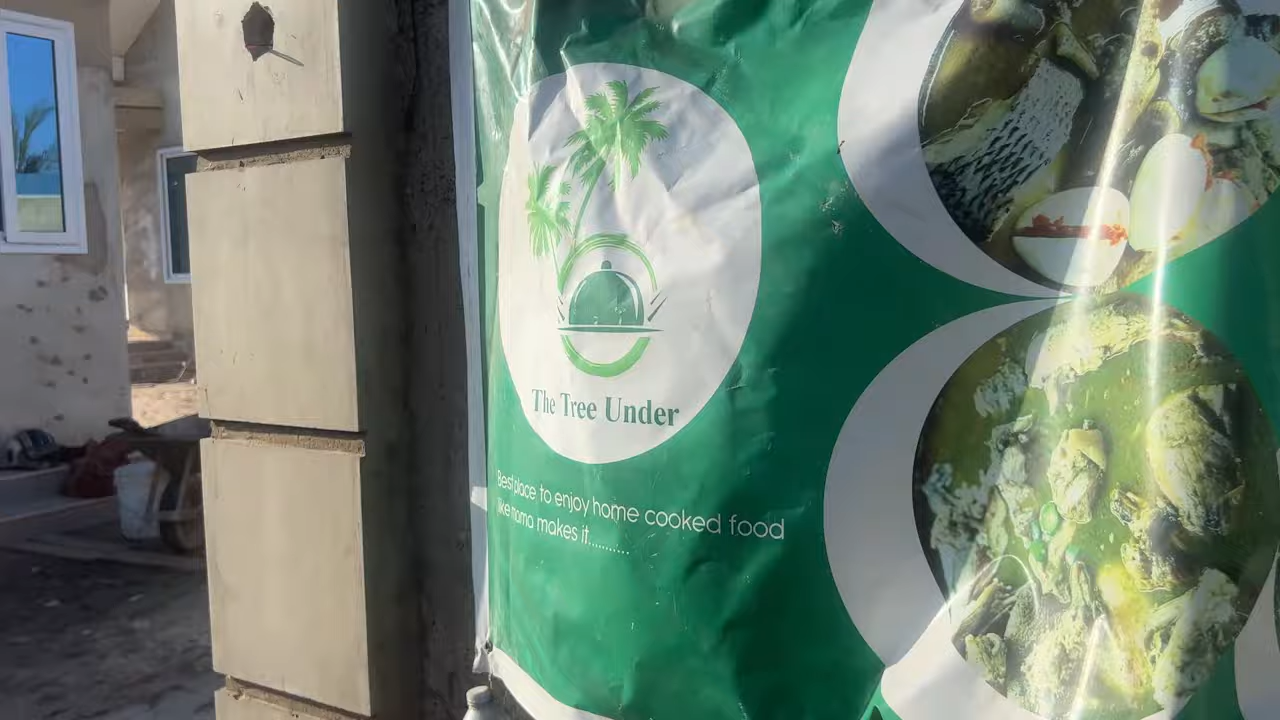 The Tree Under
Best place to enjoy home cooked food
like mama makes it..........